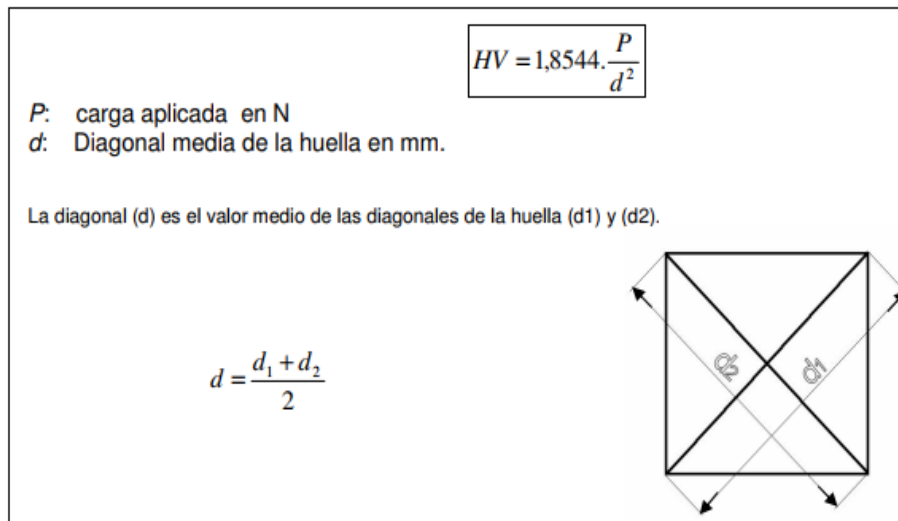 HV = 1,8544. P/d²
P: carga aplicada en N
d: Diagonal media de la huella en mm.
La diagonal (d) es el valor medio de las diagonales de la huella (d1) y (d2).
d = (d₁ + d₂)/2
d2 d1